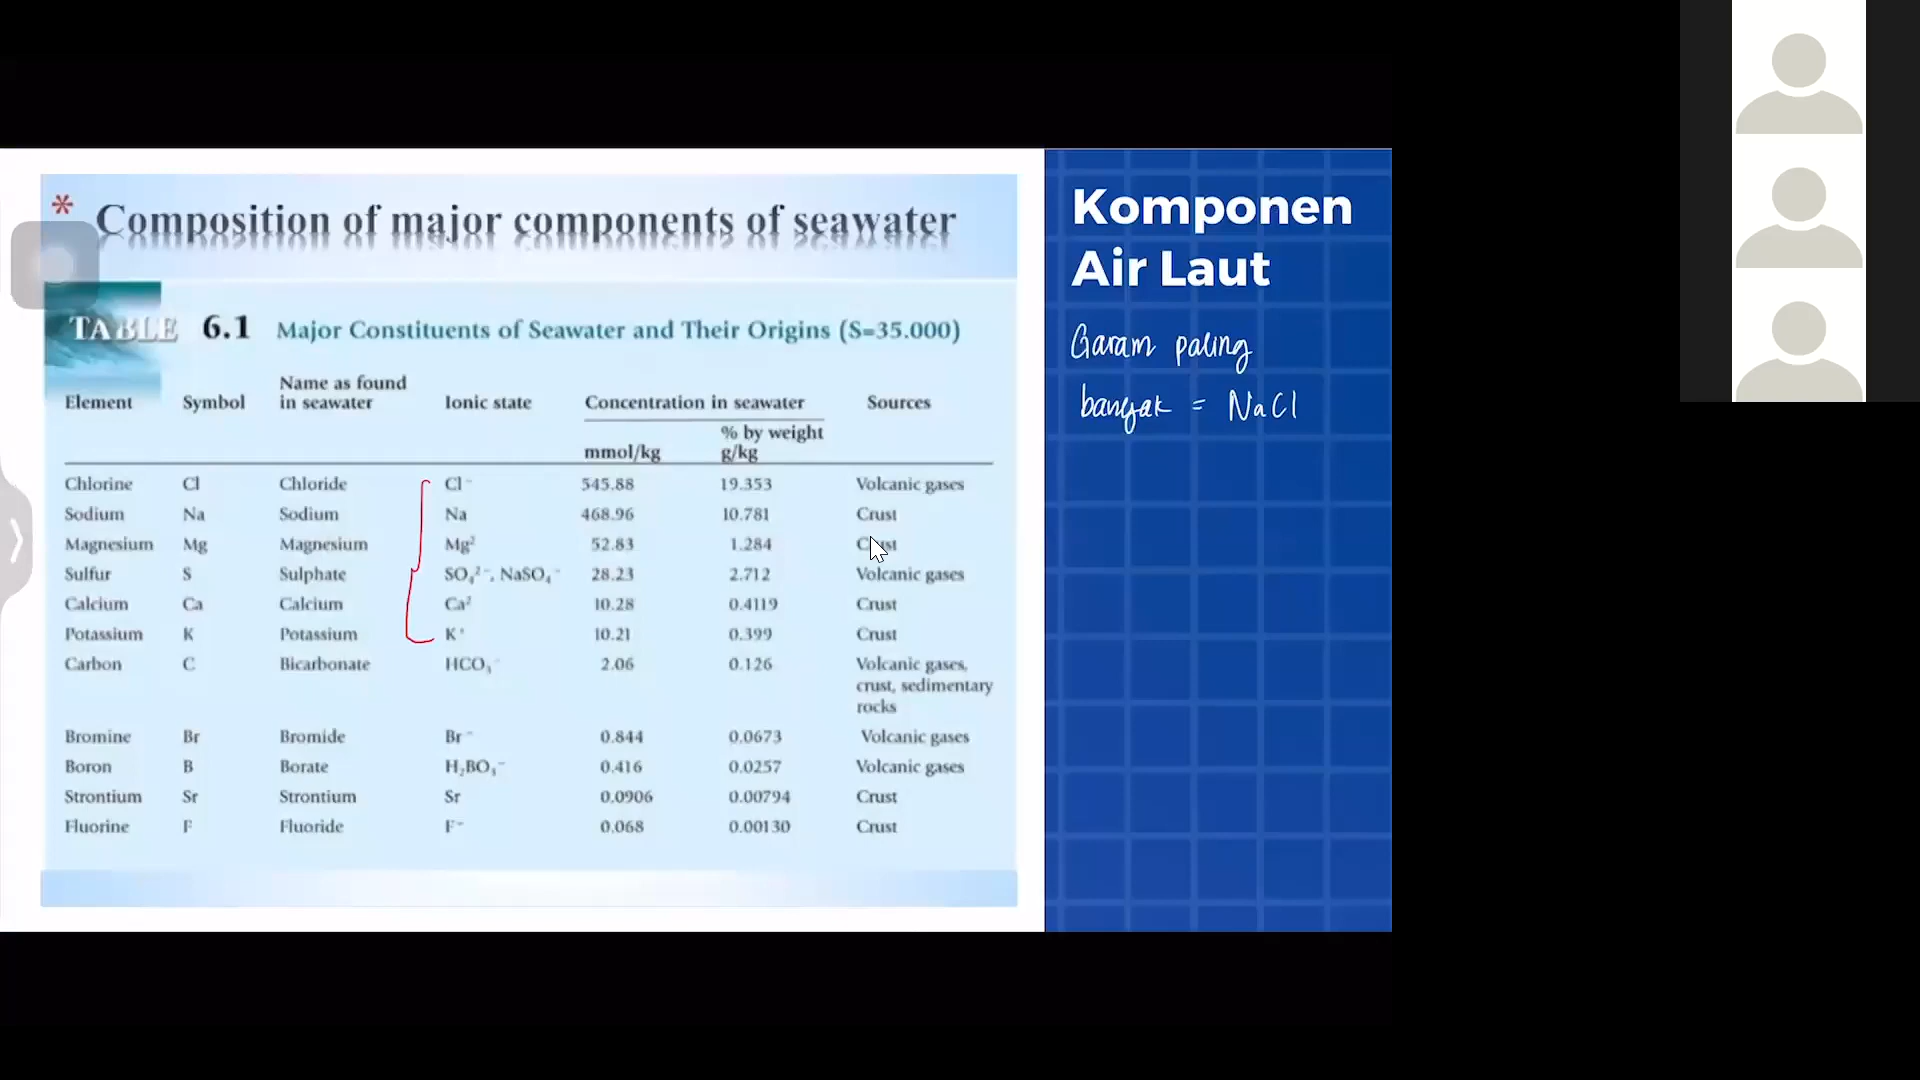 * Composition of major components of seawater
TABLE 6.1 Major Constituents of Seawater and Their Origins (S=35.000)
Element Symbol Name as found in seawater Ionic state Concentration in seawater Sources
mmol/kg % by weight g/kg
Chlorine Cl Chloride Cl⁻ 545.88 19.353 Volcanic gases
Sodium Na Sodium Na 468.96 10.781 Crust
Magnesium Mg Magnesium Mg² 52.83 1.284 Crust
Sulfur S Sulphate SO₄²⁻, NaSO₄⁻ 28.23 2.712 Volcanic gases
Calcium Ca Calcium Ca² 10.28 0.4119 Crust
Potassium K Potassium K⁺ 10.21 0.399 Crust
Carbon C Bicarbonate HCO₃⁻ 2.06 0.126 Volcanic gases,
crust, sedimentary
rocks
Bromine Br Bromide Br⁻ 0.844 0.0673 Volcanic gases
Boron B Borate H₂BO₃⁻ 0.416 0.0257 Volcanic gases
Strontium Sr Strontium Sr 0.0906 0.00794 Crust
Fluorine F Fluoride F⁻ 0.068 0.00130 Crust
Komponen
Air Laut
Garam paling
banyak = NaCl